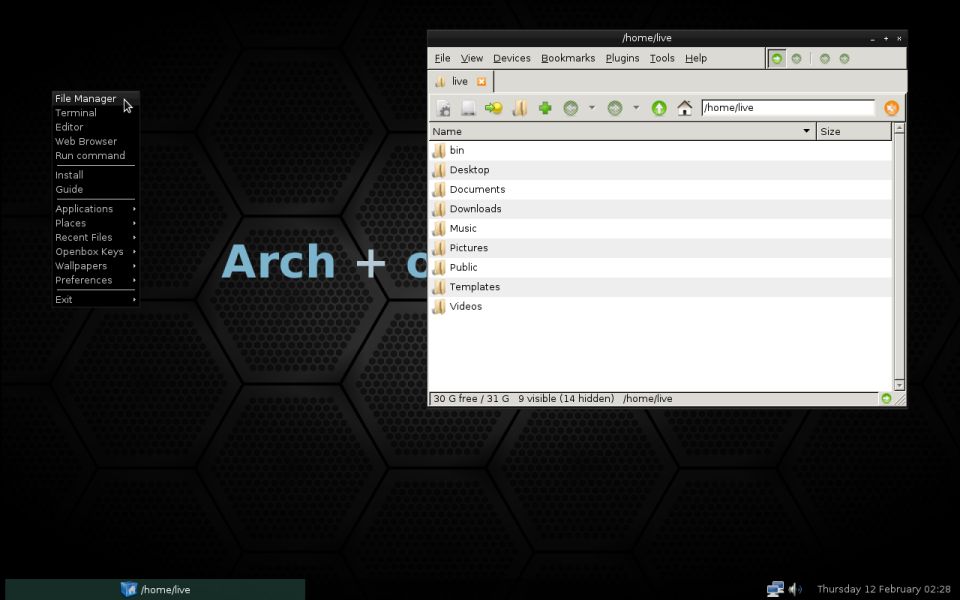 /home/live
File View Devices Bookmarks Plugins Tools Help
live
/home/live
Name Size
bin
Desktop
Documents
Downloads
Music
Pictures
Public
Templates
Videos
30 G free / 31 G 9 visible (14 hidden) /home/live
File Manager
Terminal
Editor
Web Browser
Run command
Install
Guide
Applications
Places
Recent Files
Openbox Keys
Wallpapers
Preferences
Exit
Arch + o
/home/live
Thursday 12 February 02:28